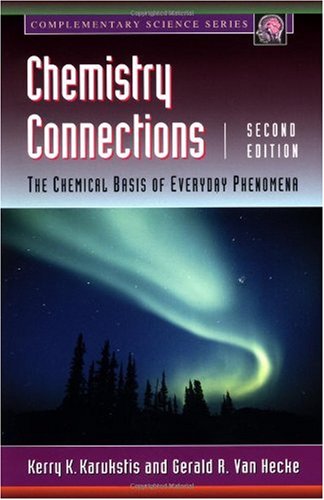 COMPLEMENTARY SCIENCE SERIES
Chemistry
Connections
SECOND
EDITION
THE CHEMICAL BASIS OF EVERYDAY PHENOMENA
Kerry K. Karukstis and Gerald R. Van Hecke